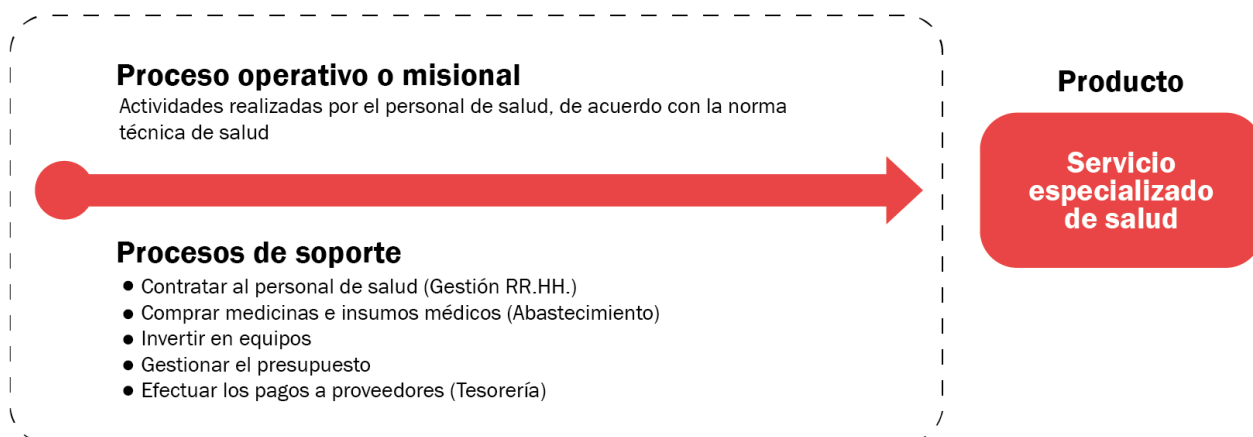 Proceso operativo o misional
Actividades realizadas por el personal de salud, de acuerdo con la norma
técnica de salud
Procesos de soporte
● Contratar al personal de salud (Gestión RR.HH.)
● Comprar medicinas e insumos médicos (Abastecimiento)
● Invertir en equipos
● Gestionar el presupuesto
● Efectuar los pagos a proveedores (Tesorería)
Producto
Servicio
especializado
de salud